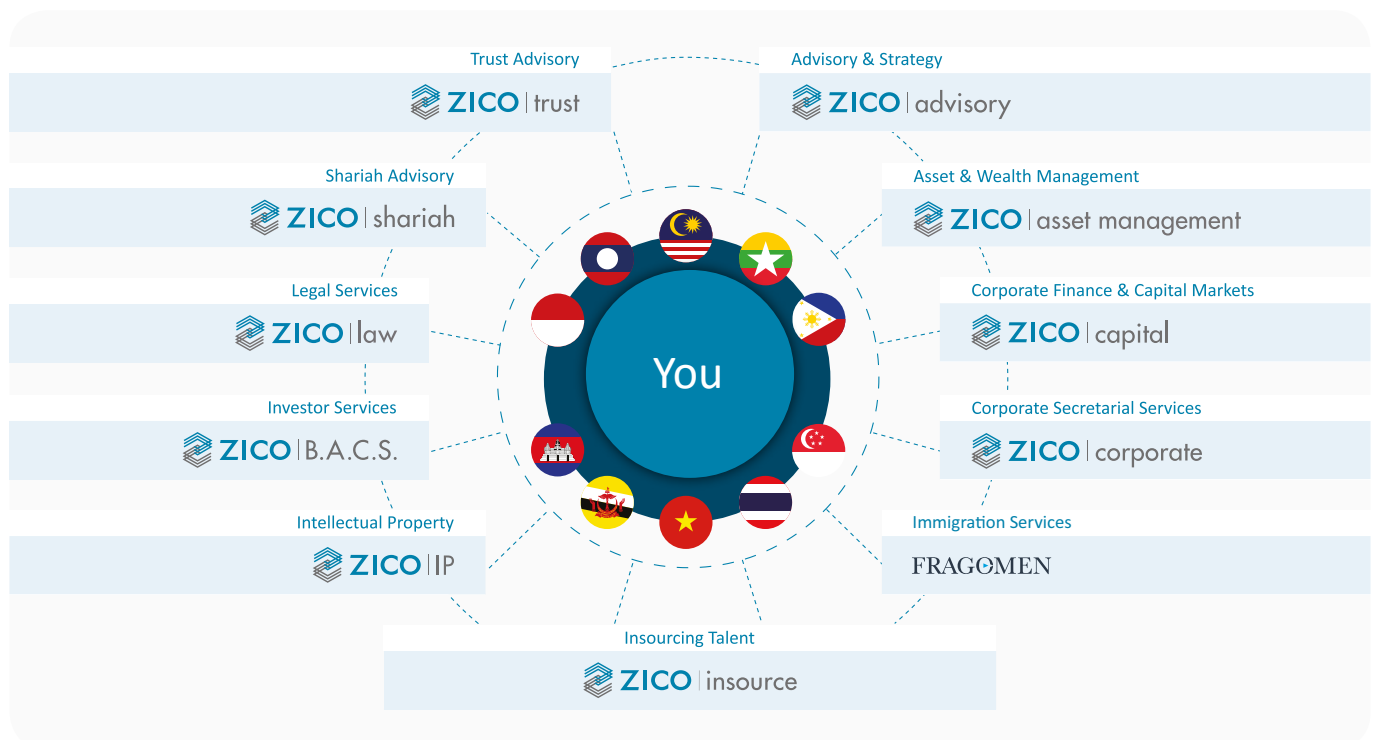 Trust Advisory
ZICO | trust
Advisory & Strategy
ZICO | advisory
Shariah Advisory
ZICO | shariah
Asset & Wealth Management
ZICO | asset management
Legal Services
ZICO | law
Corporate Finance & Capital Markets
ZICO | capital
You
Investor Services
ZICO | B.A.C.S.
Corporate Secretarial Services
ZICO | corporate
Intellectual Property
ZICO | IP
Immigration Services
FRAGOMEN
Insourcing Talent
ZICO | insource